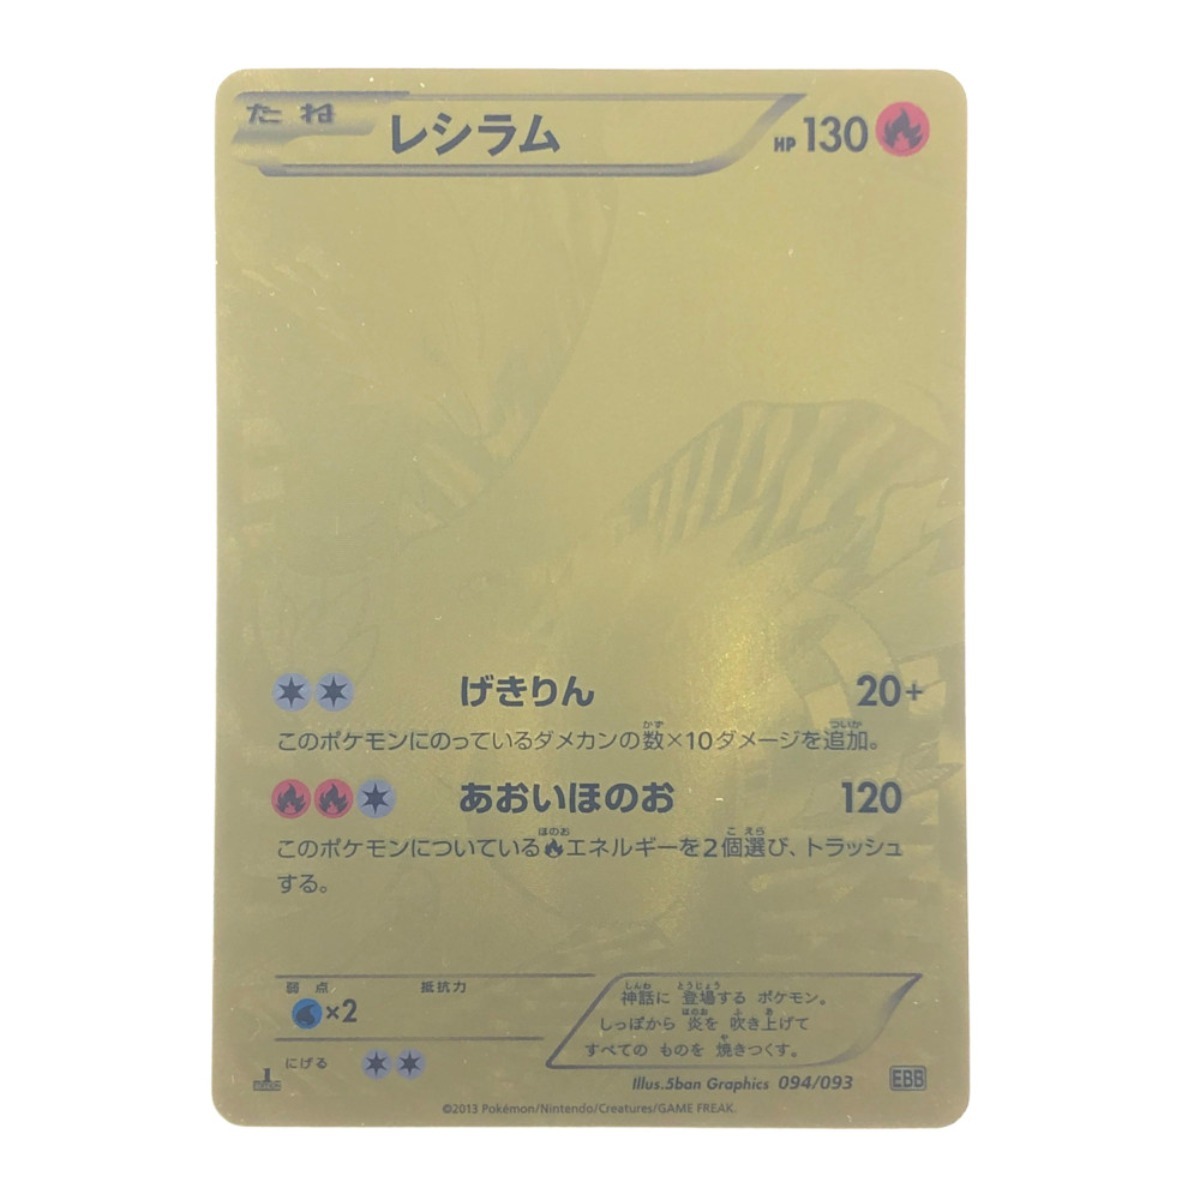 たね
レシラム
HP 130
げきりん 20+
このポケモンにのっているダメカンの数×10ダメージを追加。
あおいほのお 120
このポケモンについているエネルギーを2個選び、トラッシュ
する。
弱点 抵抗力
×2
神話に 登場する ポケモン。
しっぽから 炎を 吹き上げて
すべての ものを 焼きつくす。
にげる
1 EDITION
Illus.5ban Graphics 094/093 EBB
©2013 Pokémon/Nintendo/Creatures/GAME FREAK.